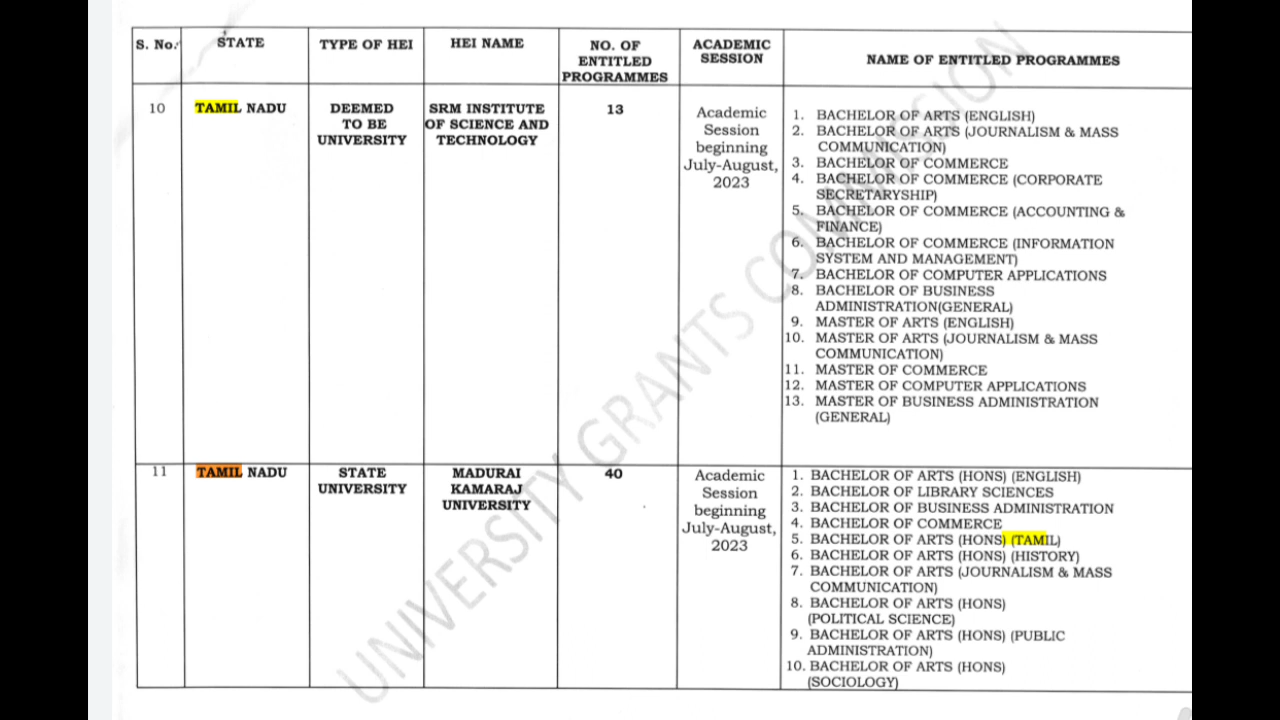 S. No.
STATE
TYPE OF HEI
HEI NAME
NO. OF
ENTITLED
PROGRAMMES
ACADEMIC
SESSION
NAME OF ENTITLED PROGRAMMES
10
TAMIL NADU
DEEMED
TO BE
UNIVERSITY
SRM INSTITUTE
OF SCIENCE AND
TECHNOLOGY
13
Academic
Session
beginning
July-August,
2023
1. BACHELOR OF ARTS (ENGLISH)
2. BACHELOR OF ARTS (JOURNALISM & MASS
COMMUNICATION)
3. BACHELOR OF COMMERCE
4. BACHELOR OF COMMERCE (CORPORATE
SECRETARYSHIP)
5. BACHELOR OF COMMERCE (ACCOUNTING &
FINANCE)
6. BACHELOR OF COMMERCE (INFORMATION
SYSTEM AND MANAGEMENT)
7. BACHELOR OF COMPUTER APPLICATIONS
8. BACHELOR OF BUSINESS
ADMINISTRATION(GENERAL)
9. MASTER OF ARTS (ENGLISH)
10. MASTER OF ARTS (JOURNALISM & MASS
COMMUNICATION)
11. MASTER OF COMMERCE
12. MASTER OF COMPUTER APPLICATIONS
13. MASTER OF BUSINESS ADMINISTRATION
(GENERAL)
11
TAMIL NADU
STATE
UNIVERSITY
MADURAI
KAMARAJ
UNIVERSITY
40
Academic
Session
beginning
July-August,
2023
1. BACHELOR OF ARTS (HONS) (ENGLISH)
2. BACHELOR OF LIBRARY SCIENCES
3. BACHELOR OF BUSINESS ADMINISTRATION
4. BACHELOR OF COMMERCE
5. BACHELOR OF ARTS (HONS) (TAMIL)
6. BACHELOR OF ARTS (HONS) (HISTORY)
7. BACHELOR OF ARTS (JOURNALISM & MASS
COMMUNICATION)
8. BACHELOR OF ARTS (HONS)
(POLITICAL SCIENCE)
9. BACHELOR OF ARTS (HONS) (PUBLIC
ADMINISTRATION)
10. BACHELOR OF ARTS (HONS)
(SOCIOLOGY)
UNIVERSITY GRANTS COMMISSION